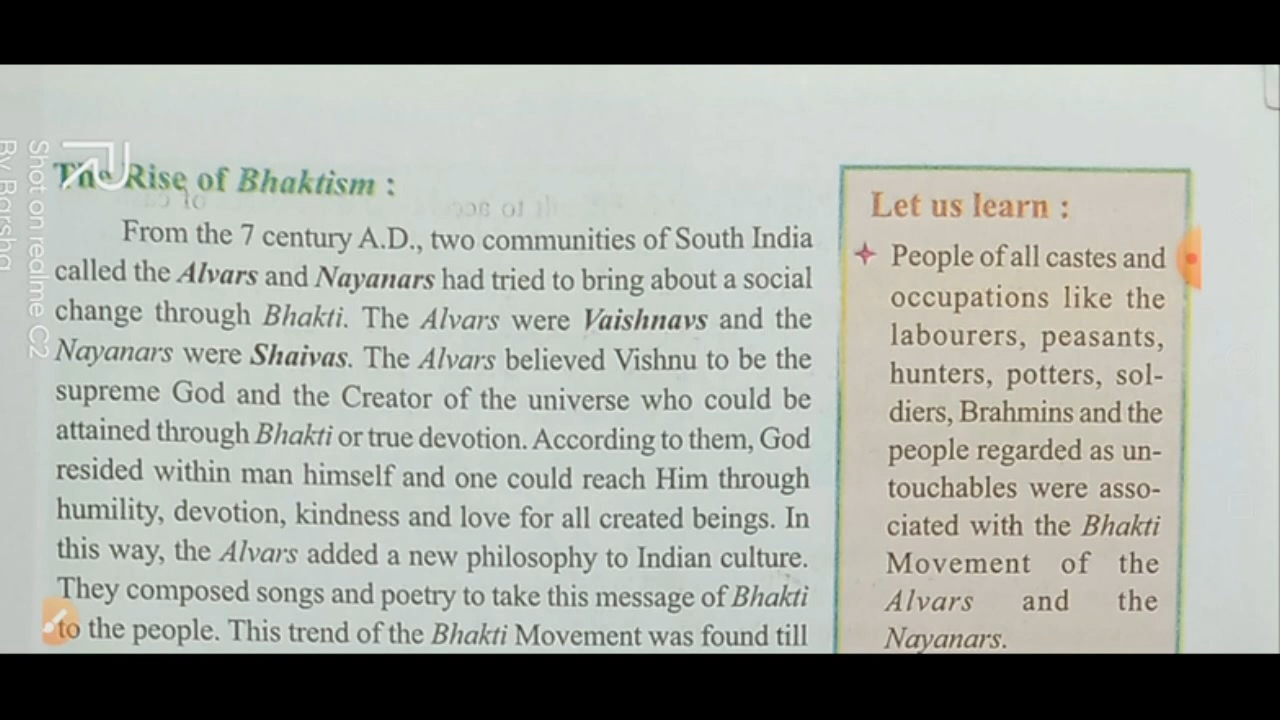 The Rise of Bhaktism :
From the 7 century A.D., two communities of South India
called the Alvars and Nayanars had tried to bring about a social
change through Bhakti. The Alvars were Vaishnavs and the
Nayanars were Shaivas. The Alvars believed Vishnu to be the
supreme God and the Creator of the universe who could be
attained through Bhakti or true devotion. According to them, God
resided within man himself and one could reach Him through
humility, devotion, kindness and love for all created beings. In
this way, the Alvars added a new philosophy to Indian culture.
They composed songs and poetry to take this message of Bhakti
to the people. This trend of the Bhakti Movement was found till
Let us learn :
People of all castes and
occupations like the
labourers, peasants,
hunters, potters, sol-
diers, Brahmins and the
people regarded as un-
touchables were asso-
ciated with the Bhakti
Movement of the
Alvars and the
Nayanars.
Shot on realme C2
By Barsha